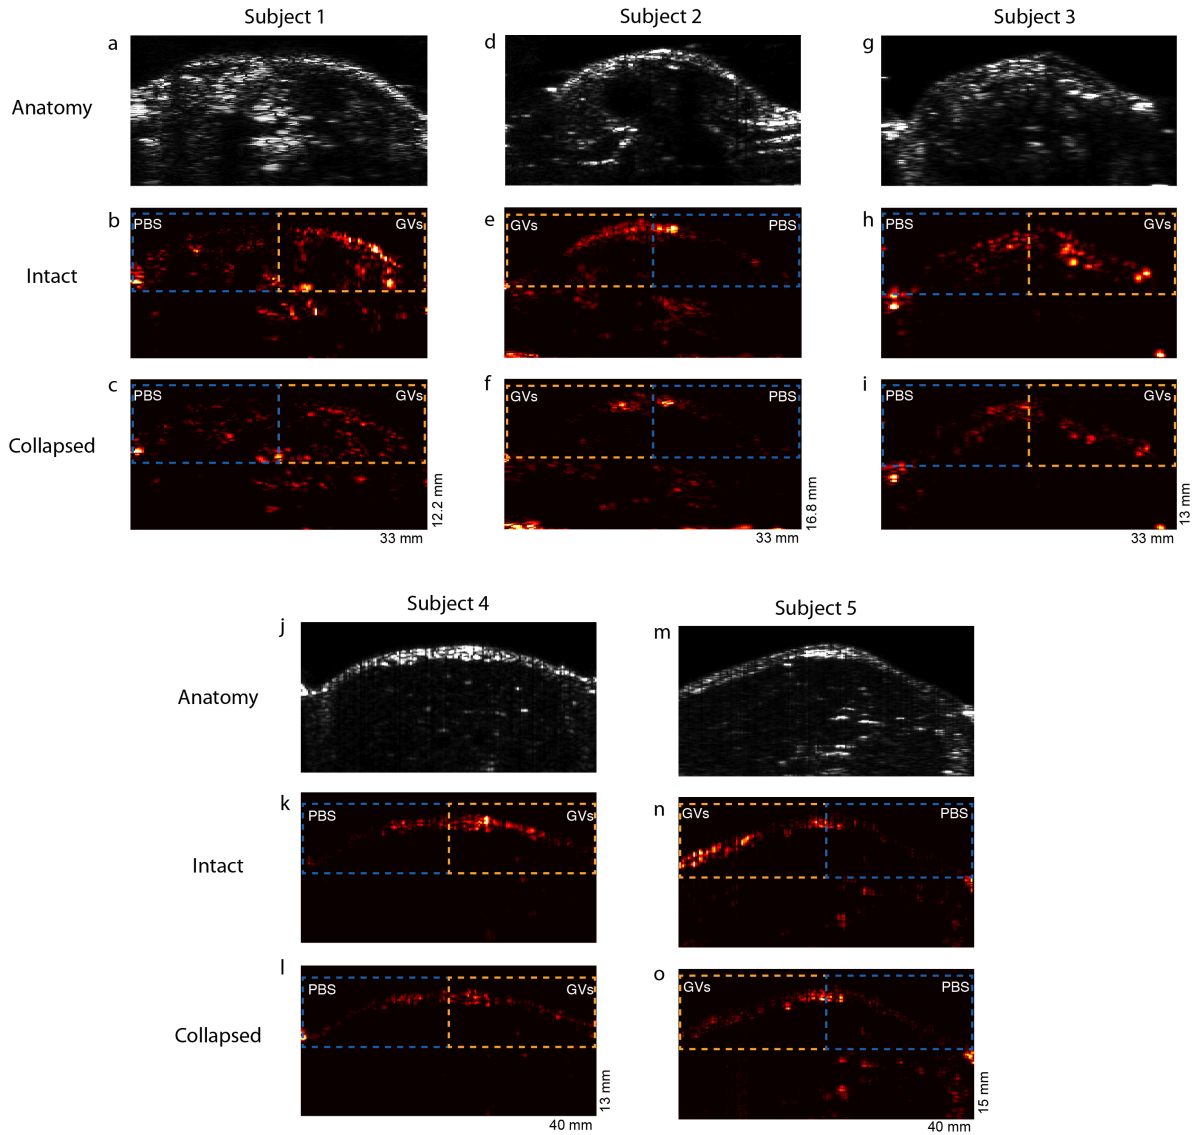 Subject 1
Subject 2
Subject 3
a
d
g
Anatomy
b
PBS
GVs
e
GVs
PBS
h
PBS
GVs
Intact
c
PBS
GVs
f
GVs
PBS
i
PBS
GVs
Collapsed
12.2 mm
16.8 mm
13 mm
33 mm
33 mm
33 mm
Subject 4
Subject 5
j
m
Anatomy
k
PBS
GVs
n
GVs
PBS
Intact
l
PBS
GVs
o
GVs
PBS
Collapsed
13 mm
15 mm
40 mm
40 mm